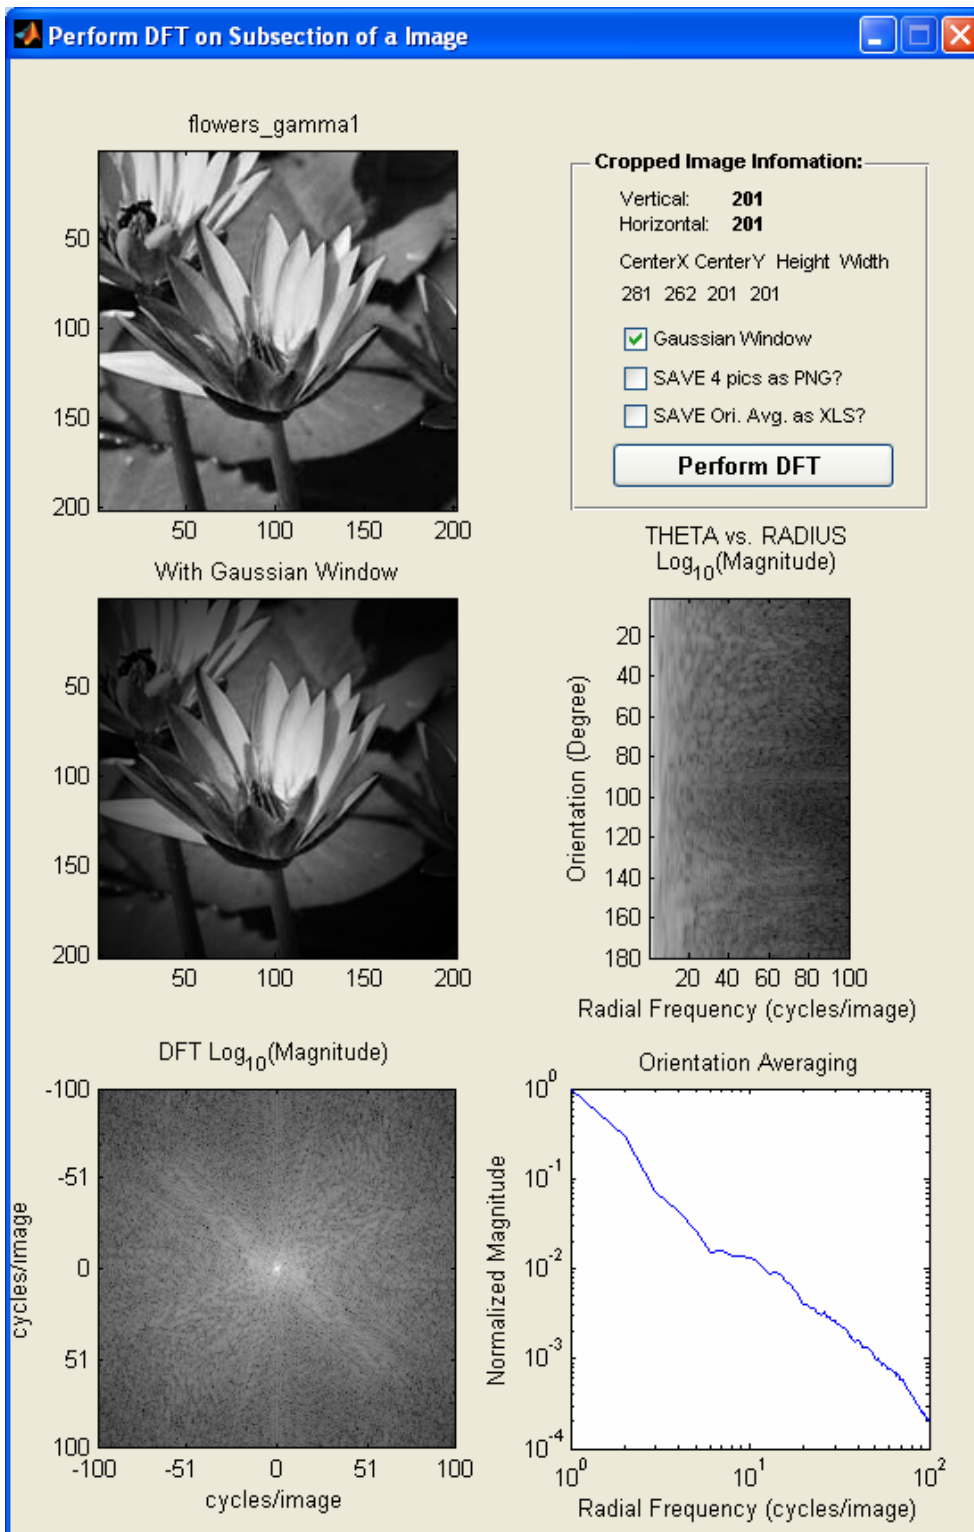 Perform DFT on Subsection of a Image
flowers_gamma1
50
100
150
200
50 100 150 200
Cropped Image Infomation:
Vertical: 201
Horizontal: 201
CenterX CenterY Height Width
281 262 201 201
Gaussian Window
SAVE 4 pics as PNG?
SAVE Ori. Avg. as XLS?
Perform DFT
With Gaussian Window
50
100
150
200
50 100 150 200
THETA vs. RADIUS
Log10(Magnitude)
Orientation (Degree)
20
40
60
80
100
120
140
160
180
20 40 60 80 100
Radial Frequency (cycles/image)
DFT Log10(Magnitude)
cycles/image
-100
-51
0
51
100
-100 -51 0 51 100
cycles/image
Orientation Averaging
Normalized Magnitude
10^0
10^-1
10^-2
10^-3
10^-4
10^0 10^1 10^2
Radial Frequency (cycles/image)